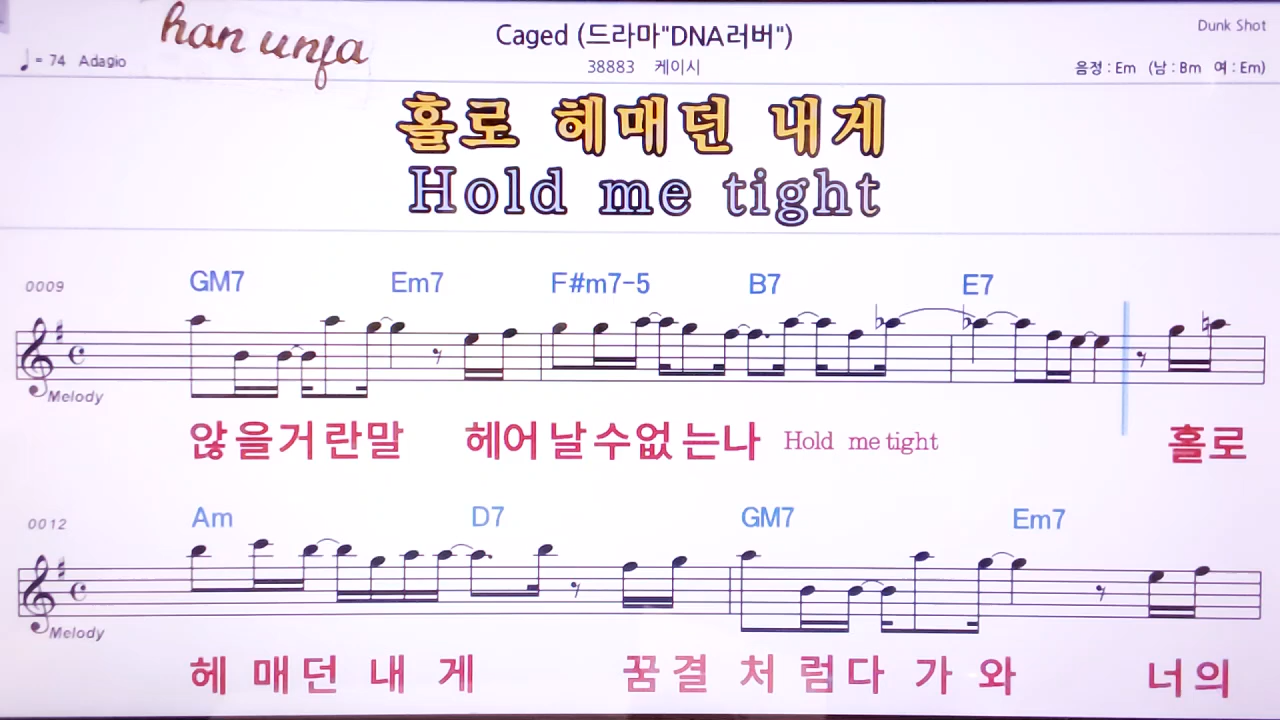 han unja
Caged (드라마"DNA러버")
Dunk Shot
♩= 74 Adagio
38883 케이시
음정 : Em (남 : Bm 여 : Em)
홀로 헤매던 내게
Hold me tight
0009 GM7 Em7 F#m7-5 B7 E7
Melody
않을거란말 헤어날수없는나 Hold me tight 홀로
0012 Am D7 GM7 Em7
Melody
헤매던 내게 꿈결처럼다가와 너의